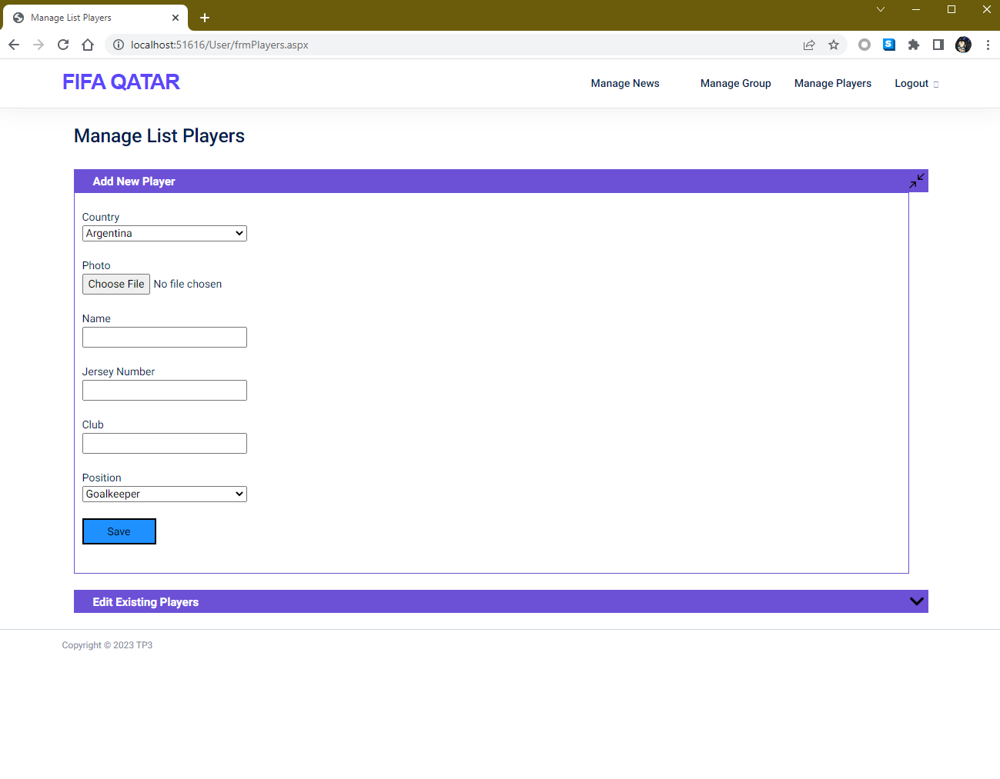 Manage List Players
localhost:51616/User/frmPlayers.aspx
S
FIFA QATAR
Manage News
Manage Group
Manage Players
Logout
Manage List Players
Add New Player
Country
Argentina
Photo
Choose File No file chosen
Name
Jersey Number
Club
Position
Goalkeeper
Save
Edit Existing Players
Copyright © 2023 TP3